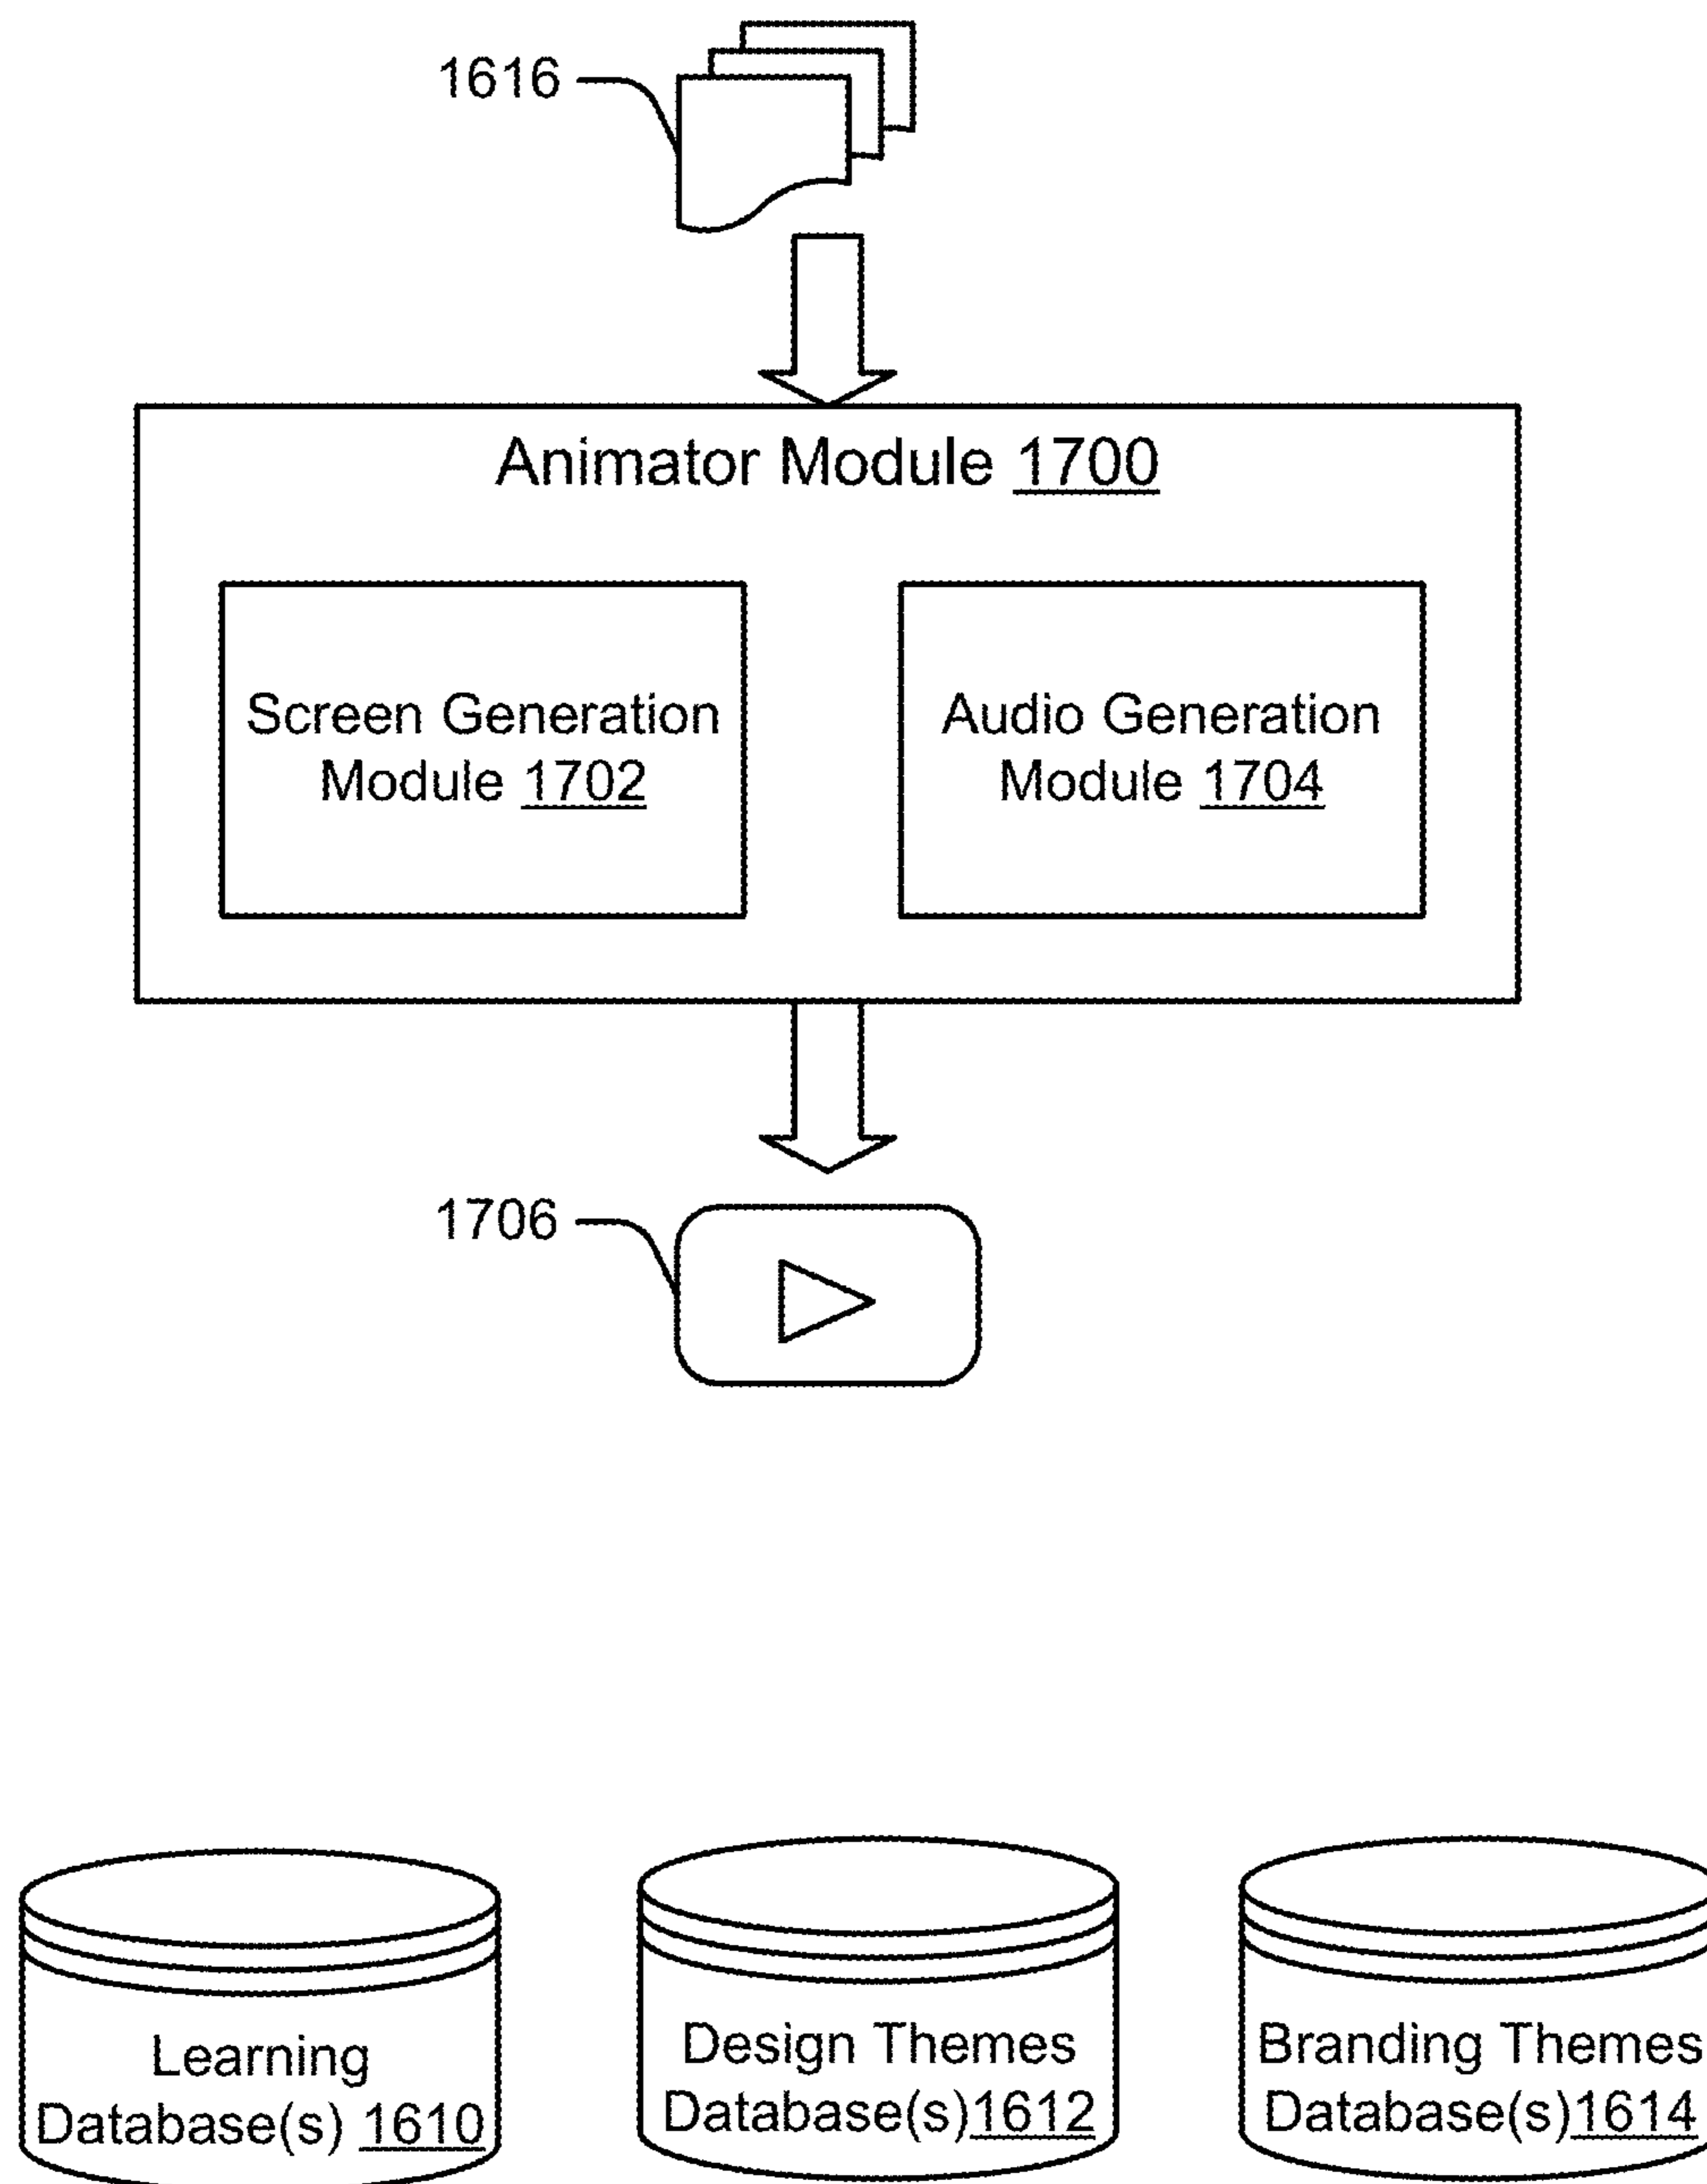 1616
Animator Module 1700
Screen Generation
Module 1702
Audio Generation
Module 1704
1706
Learning
Database(s) 1610
Design Themes
Database(s)1612
Branding Themes
Database(s)1614